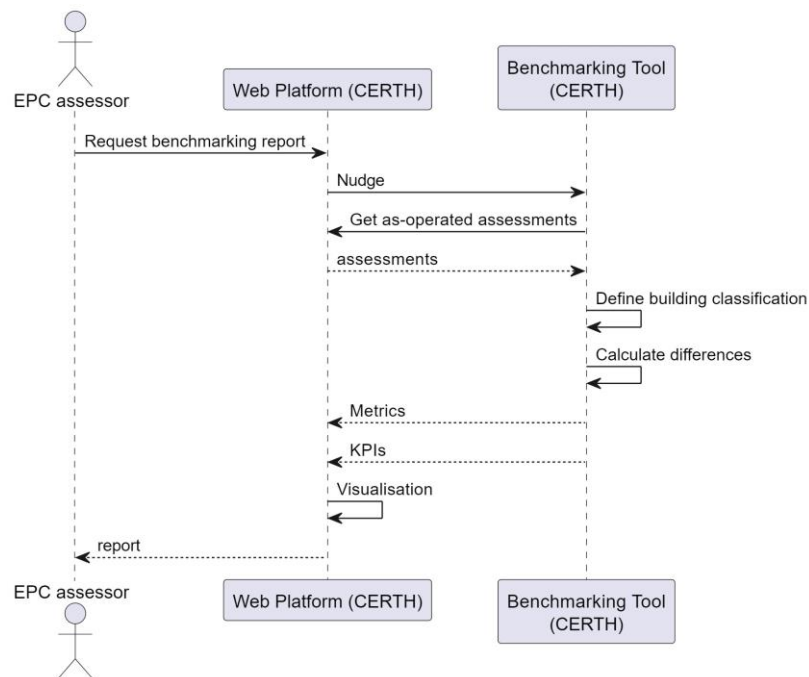 EPC assessor
Web Platform (CERTH)
Benchmarking Tool
(CERTH)
Request benchmarking report
Nudge
Get as-operated assessments
assessments
Define building classification
Calculate differences
Metrics
KPIs
Visualisation
report
EPC assessor
Web Platform (CERTH)
Benchmarking Tool
(CERTH)